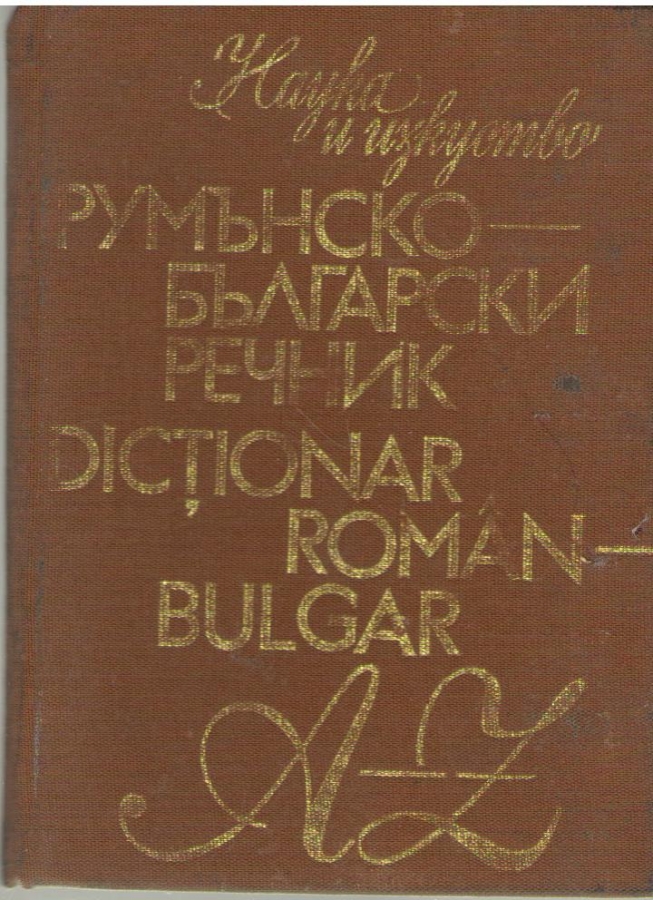 Наука
и изкуство
РУМЪНСКО—
БЪЛГАРСКИ
РЕЧНИК
DICȚIONAR
ROMÂN—
BULGAR
A—Z